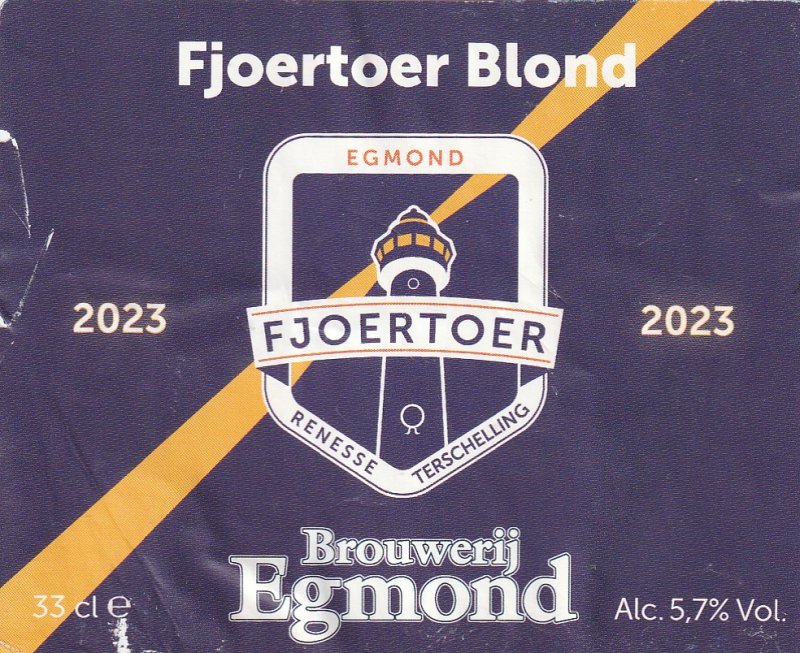 Fjoertoer Blond
EGMOND
2023
2023
FJOERTOER
RENESSE
TERSCHELLING
Brouwerij
Egmond
33 cl e
Alc. 5,7% Vol.